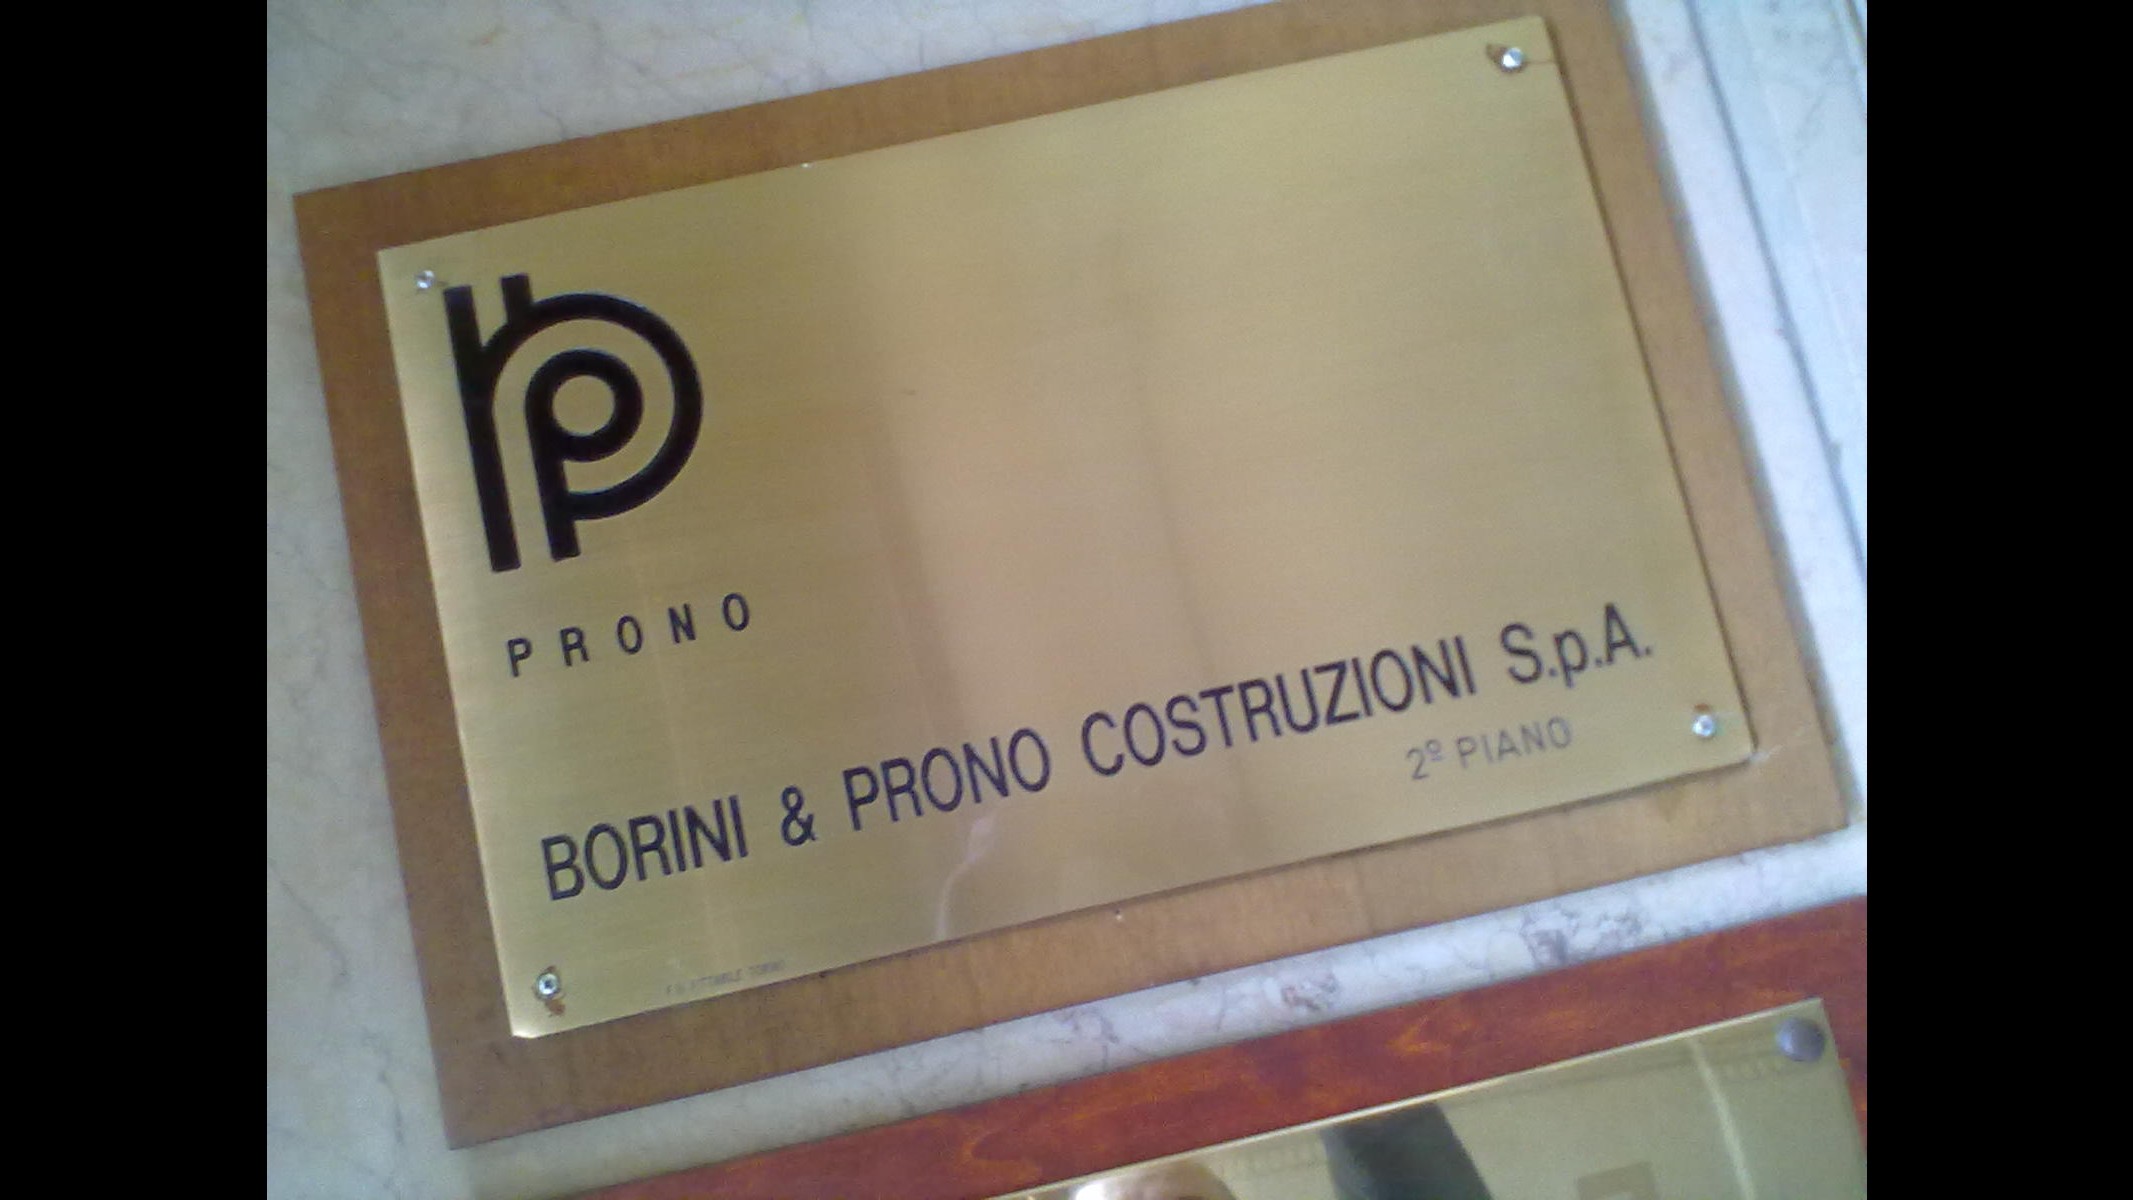 PRONO
BORINI & PRONO COSTRUZIONI S.p.A.
2º PIANO